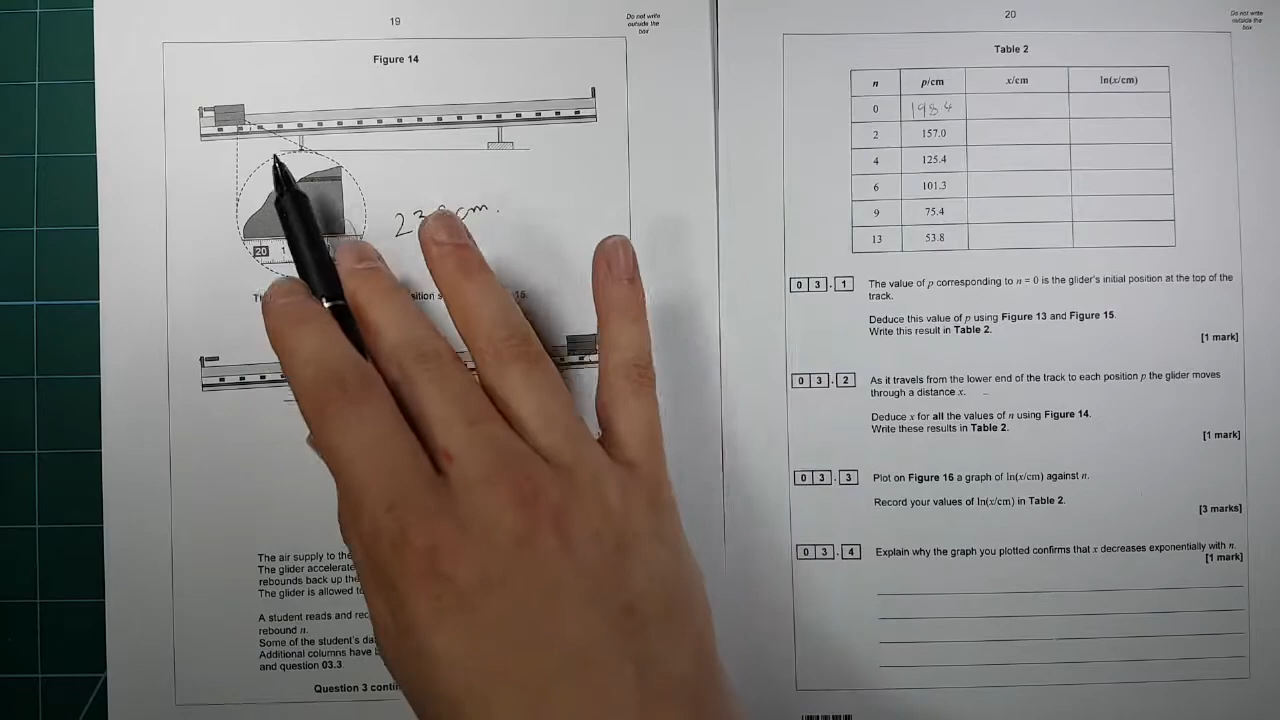 19
Do not write
outside the
box
Figure 14
20
1
23. cm.
position
15.
The air supply to the
The glider accelerate
rebounds back up the
The glider is allowed
A student reads and
rebound n.
Some of the student's
Additional columns have
and question 03.3.
Question 3
20
Do not write
outside the
box
Table 2
n p/cm x/cm ln(x/cm)
0 198.4
2 157.0
4 125.4
6 101.3
9 75.4
13 53.8
0 3 . 1 The value of p corresponding to n = 0 is the glider's initial position at the top of the
track.
Deduce this value of p using Figure 13 and Figure 15.
Write this result in Table 2.
[1 mark]
0 3 . 2 As it travels from the lower end of the track to each position p the glider moves
through a distance x.
Deduce x for all the values of n using Figure 14.
Write these results in Table 2.
[1 mark]
0 3 . 3 Plot on Figure 16 a graph of ln(x/cm) against n.
Record your values of ln(x/cm) in Table 2.
[3 marks]
0 3 . 4 Explain why the graph you plotted confirms that x decreases exponentially with n.
[1 mark]